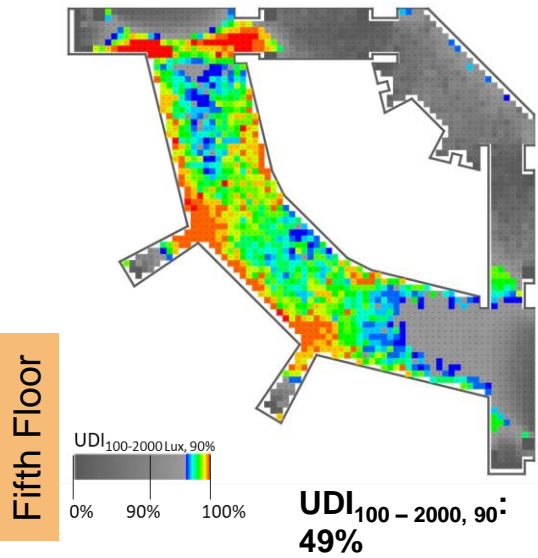 Fifth Floor
UDI100-2000 Lux, 90%
0% 90% 100%
UDI100 – 2000, 90:
49%